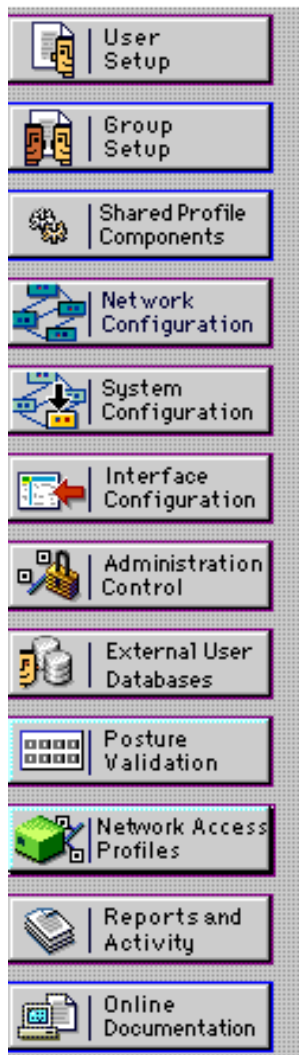 User
Setup
Group
Setup
Shared Profile
Components
Network
Configuration
System
Configuration
Interface
Configuration
Administration
Control
External User
Databases
Posture
Validation
Network Access
Profiles
Reports and
Activity
Online
Documentation